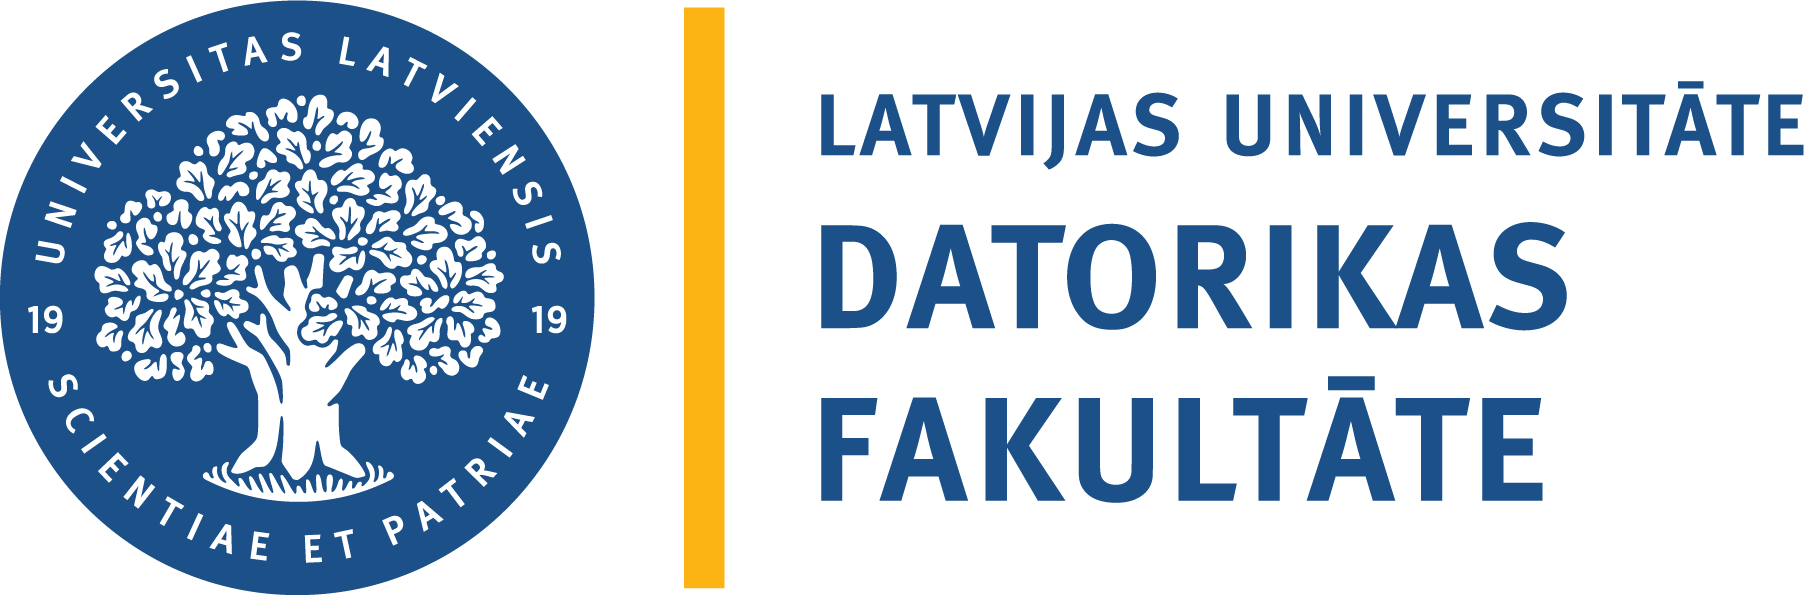 UNIVERSITAS LATVIENSIS
19 19
SCIENTIAE ET PATRIAE
LATVIJAS UNIVERSITĀTE
DATORIKAS
FAKULTĀTE